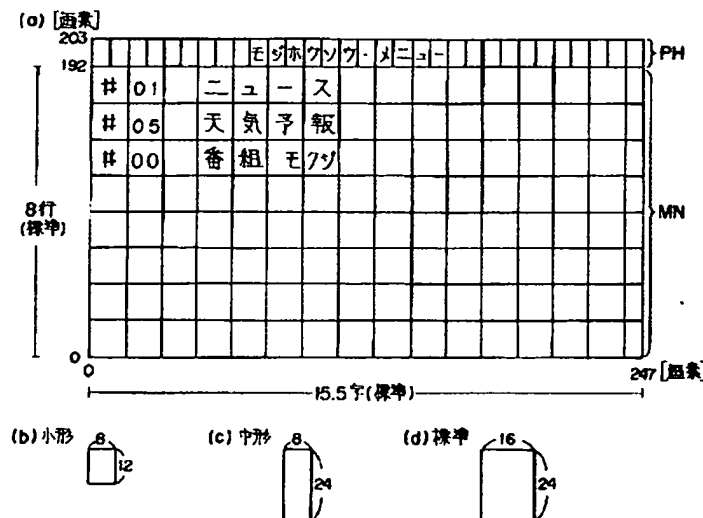 (a) [画素]
203
モジホウソウ・メニュー
PH
192
# 01 ニュース
# 05 天気予報
# 00 番組 モクジ
8行
(標準)
MN
0
0
247 [画素]
15.5字(標準)
(b) 小形
8
12
(c) 中形
8
24
(d) 標準
16
24